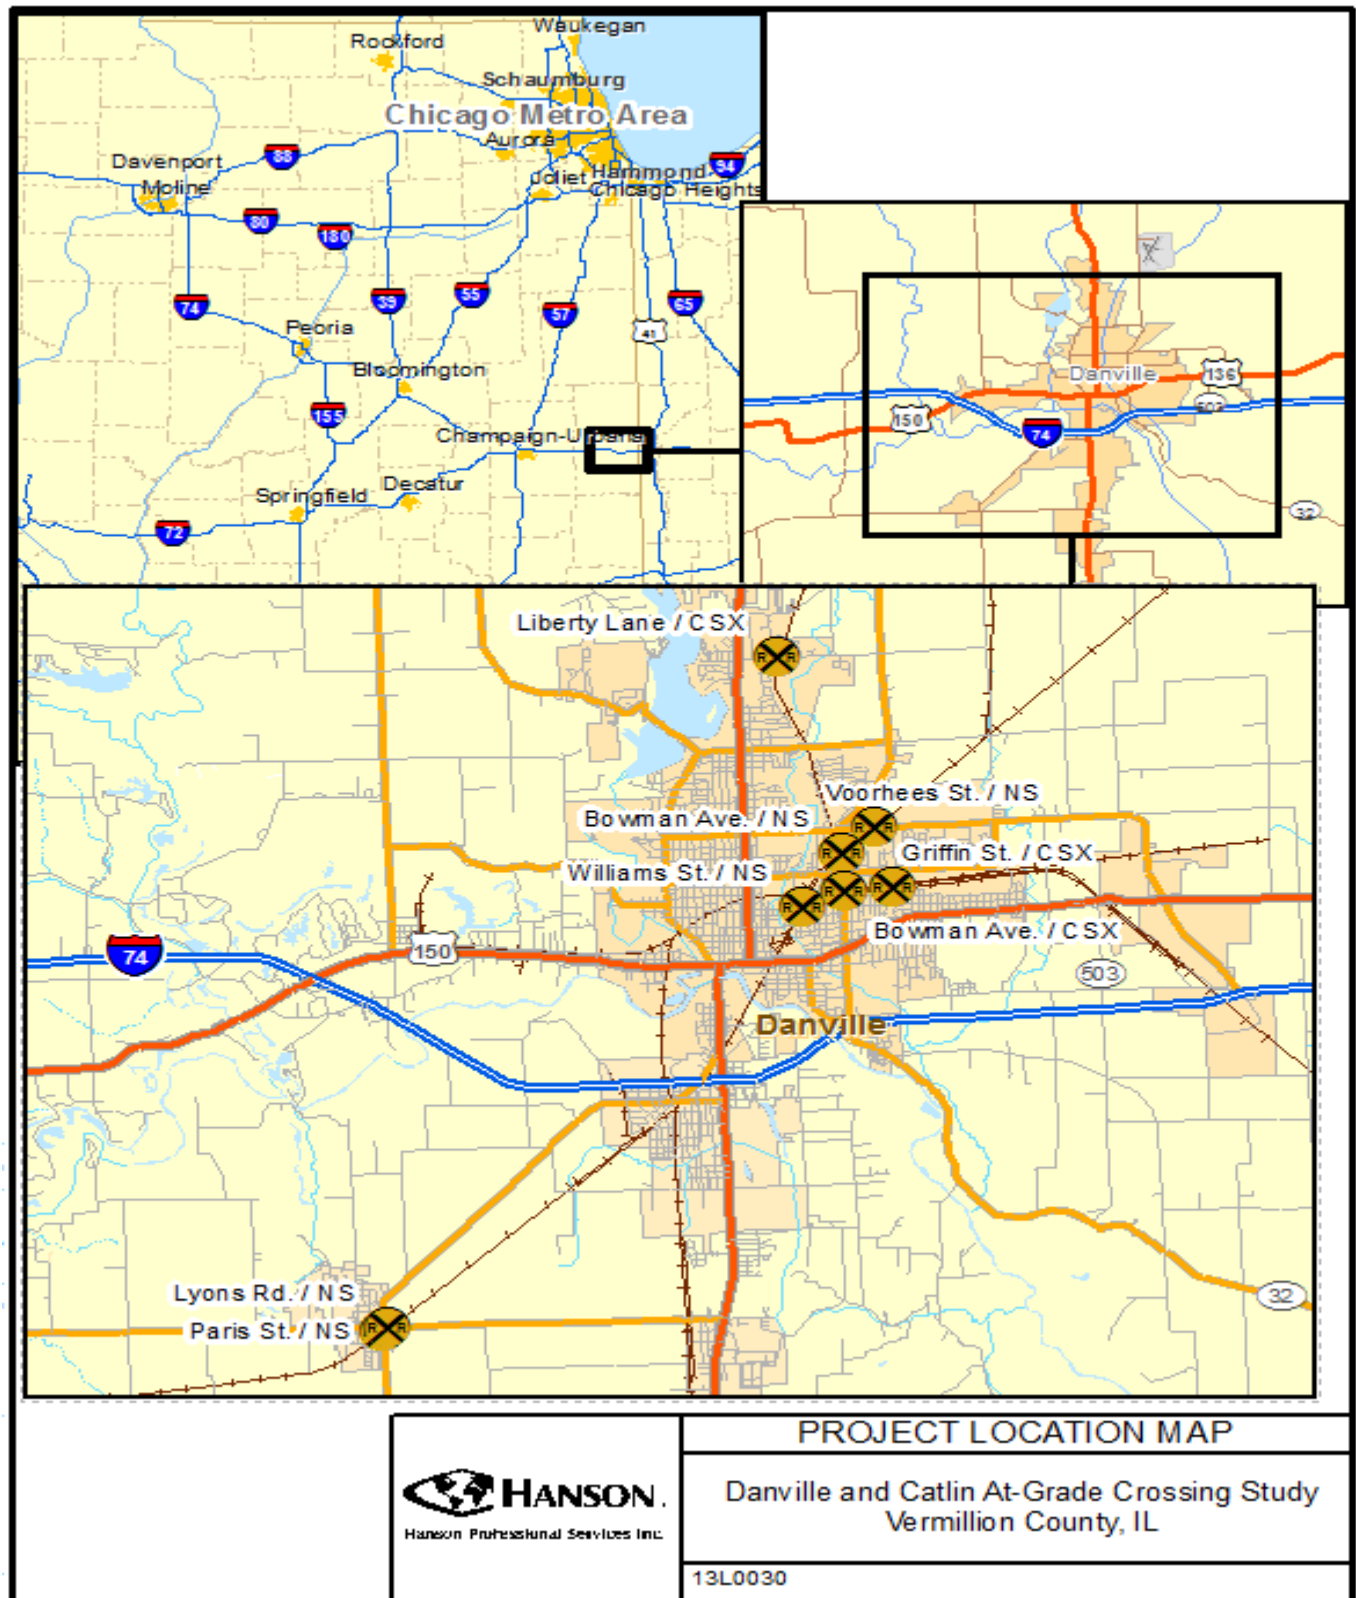 Waukegan
Rockford
Schaumburg
Chicago Metro Area
Aurora
Davenport
Moline
88
Joliet
Hammond
94
Chicago Heights
80
180
74
39
55
57
65
41
Peoria
Bloomington
155
Champaign-Urbana
Springfield
Decatur
72
Danville
136
150
74
32
Liberty Lane / CSX
R R
Voorhees St. / NS
Bowman Ave. / NS
R R
R R
Griffin St. / CSX
Williams St. / NS
R R
R R
R R
Bowman Ave. / CSX
74
150
503
Danville
Lyons Rd. / NS
Paris St. / NS
R R
32
PROJECT LOCATION MAP
HANSON.
Hanson Professional Services Inc.
Danville and Catlin At-Grade Crossing Study
Vermillion County, IL
13L0030